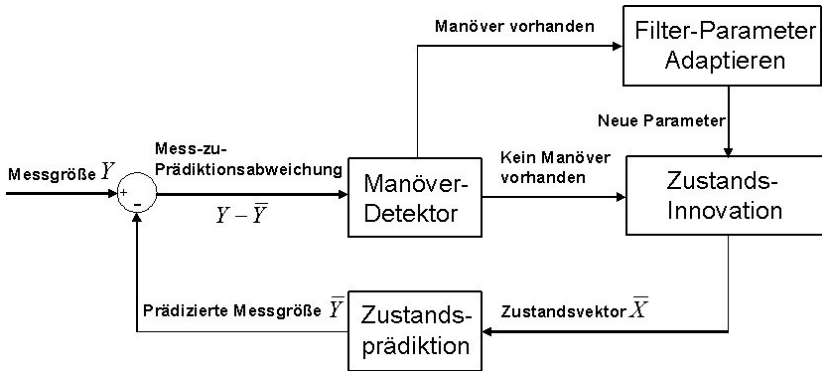 Manöver vorhanden
Filter-Parameter
Adaptieren
Neue Parameter
Mess-zu-
Prädiktionsabweichung
Messgröße Y
+
-
Y − Y̅
Manöver-
Detektor
Kein Manöver
vorhanden
Zustands-
Innovation
Prädizierte Messgröße Y̅
Zustands-
prädiktion
Zustandsvektor X̅